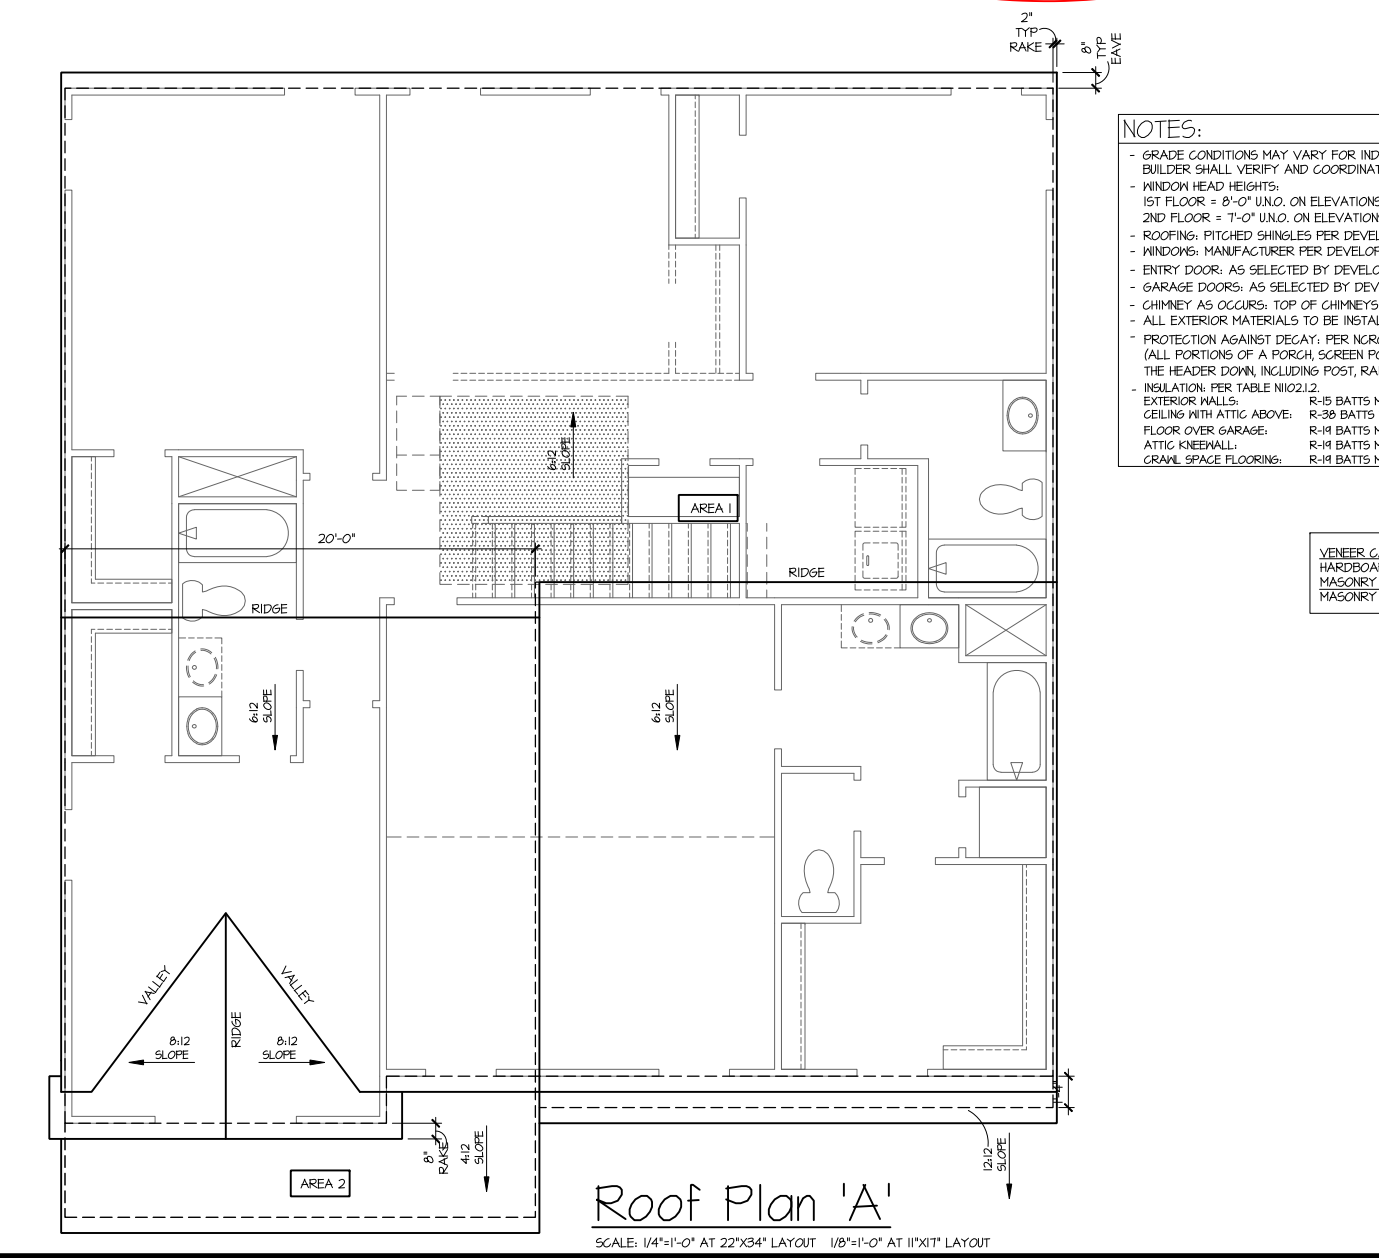 2"
TYP
RAKE
8"
TYP
EAVE
NOTES:
- GRADE CONDITIONS MAY VARY FOR IND
BUILDER SHALL VERIFY AND COORDINAT
- WINDOW HEAD HEIGHTS:
1ST FLOOR = 8'-0" U.N.O. ON ELEVATIONS
2ND FLOOR = 7'-0" U.N.O. ON ELEVATION
- ROOFING: PITCHED SHINGLES PER DEVEL
- WINDOWS: MANUFACTURER PER DEVELOP
- ENTRY DOOR: AS SELECTED BY DEVELO
- GARAGE DOORS: AS SELECTED BY DEV
- CHIMNEY AS OCCURS: TOP OF CHIMNEYS
- ALL EXTERIOR MATERIALS TO BE INSTAL
- PROTECTION AGAINST DECAY: PER NCRC
(ALL PORTIONS OF A PORCH, SCREEN PO
THE HEADER DOWN, INCLUDING POST, RA
- INSULATION: PER TABLE N1102.1.2.
EXTERIOR WALLS: R-15 BATTS M
CEILING WITH ATTIC ABOVE: R-38 BATTS
FLOOR OVER GARAGE: R-19 BATTS M
ATTIC KNEEWALL: R-19 BATTS M
CRAWL SPACE FLOORING: R-19 BATTS M
6:12
SLOPE
AREA 1
20'-0"
RIDGE
RIDGE
VENEER C
HARDBOA
MASONRY
MASONRY
6:12
SLOPE
6:12
SLOPE
VALLEY
VALLEY
RIDGE
8:12
SLOPE
8:12
SLOPE
1'-4"
8"
RAKE
4:12
SLOPE
12:12
SLOPE
AREA 2
Roof Plan 'A'
SCALE: 1/4"=1'-0" AT 22"X34" LAYOUT 1/8"=1'-0" AT 11"X17" LAYOUT